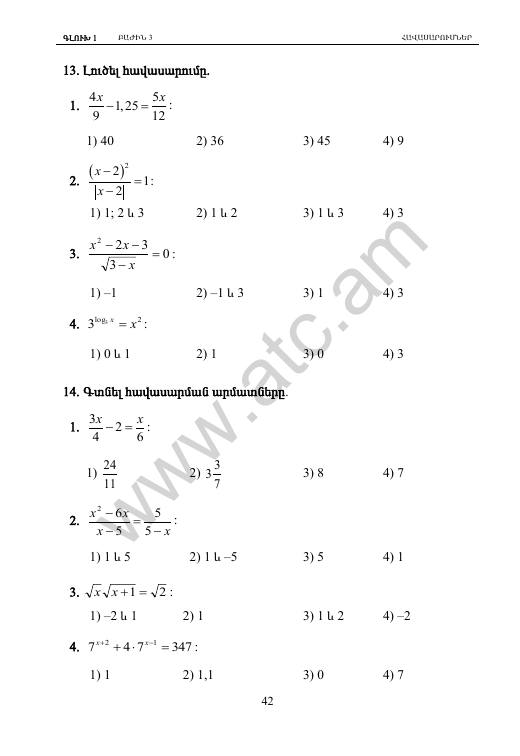 ԳԼՈՒԽ 1 ԲԱԺԻՆ 3 ՀԱՎԱՍԱՐՈՒՄՆԵՐ
13. Լուծել հավասարումը.
1. 4x/9 − 1,25 = 5x/12 :
1) 40 2) 36 3) 45 4) 9
2. (x − 2)²/|x − 2| = 1 :
1) 1; 2 և 3 2) 1 և 2 3) 1 և 3 4) 3
3. (x² − 2x − 3)/√(3 − x) = 0 :
1) –1 2) –1 և 3 3) 1 4) 3
4. 3^(log₃ x) = x² :
1) 0 և 1 2) 1 3) 0 4) 3
14. Գտնել հավասարման արմատները.
1. 3x/4 − 2 = x/6 :
1) 24/11 2) 3 3/7 3) 8 4) 7
2. (x² − 6x)/(x − 5) = 5/(5 − x) :
1) 1 և 5 2) 1 և –5 3) 5 4) 1
3. √x √(x + 1) = √2 :
1) –2 և 1 2) 1 3) 1 և 2 4) –2
4. 7^(x+2) + 4 · 7^(x−1) = 347 :
1) 1 2) 1,1 3) 0 4) 7
42
www.atc.am